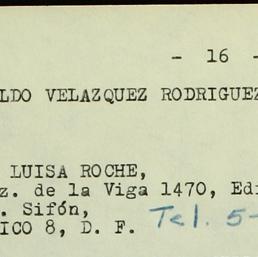 - 16 -
LDO VELAZQUEZ RODRIGUEZ
LUISA ROCHE,
z. de la Viga 1470, Edi
. Sifón,
ICO 8, D. F. Tel. 5-